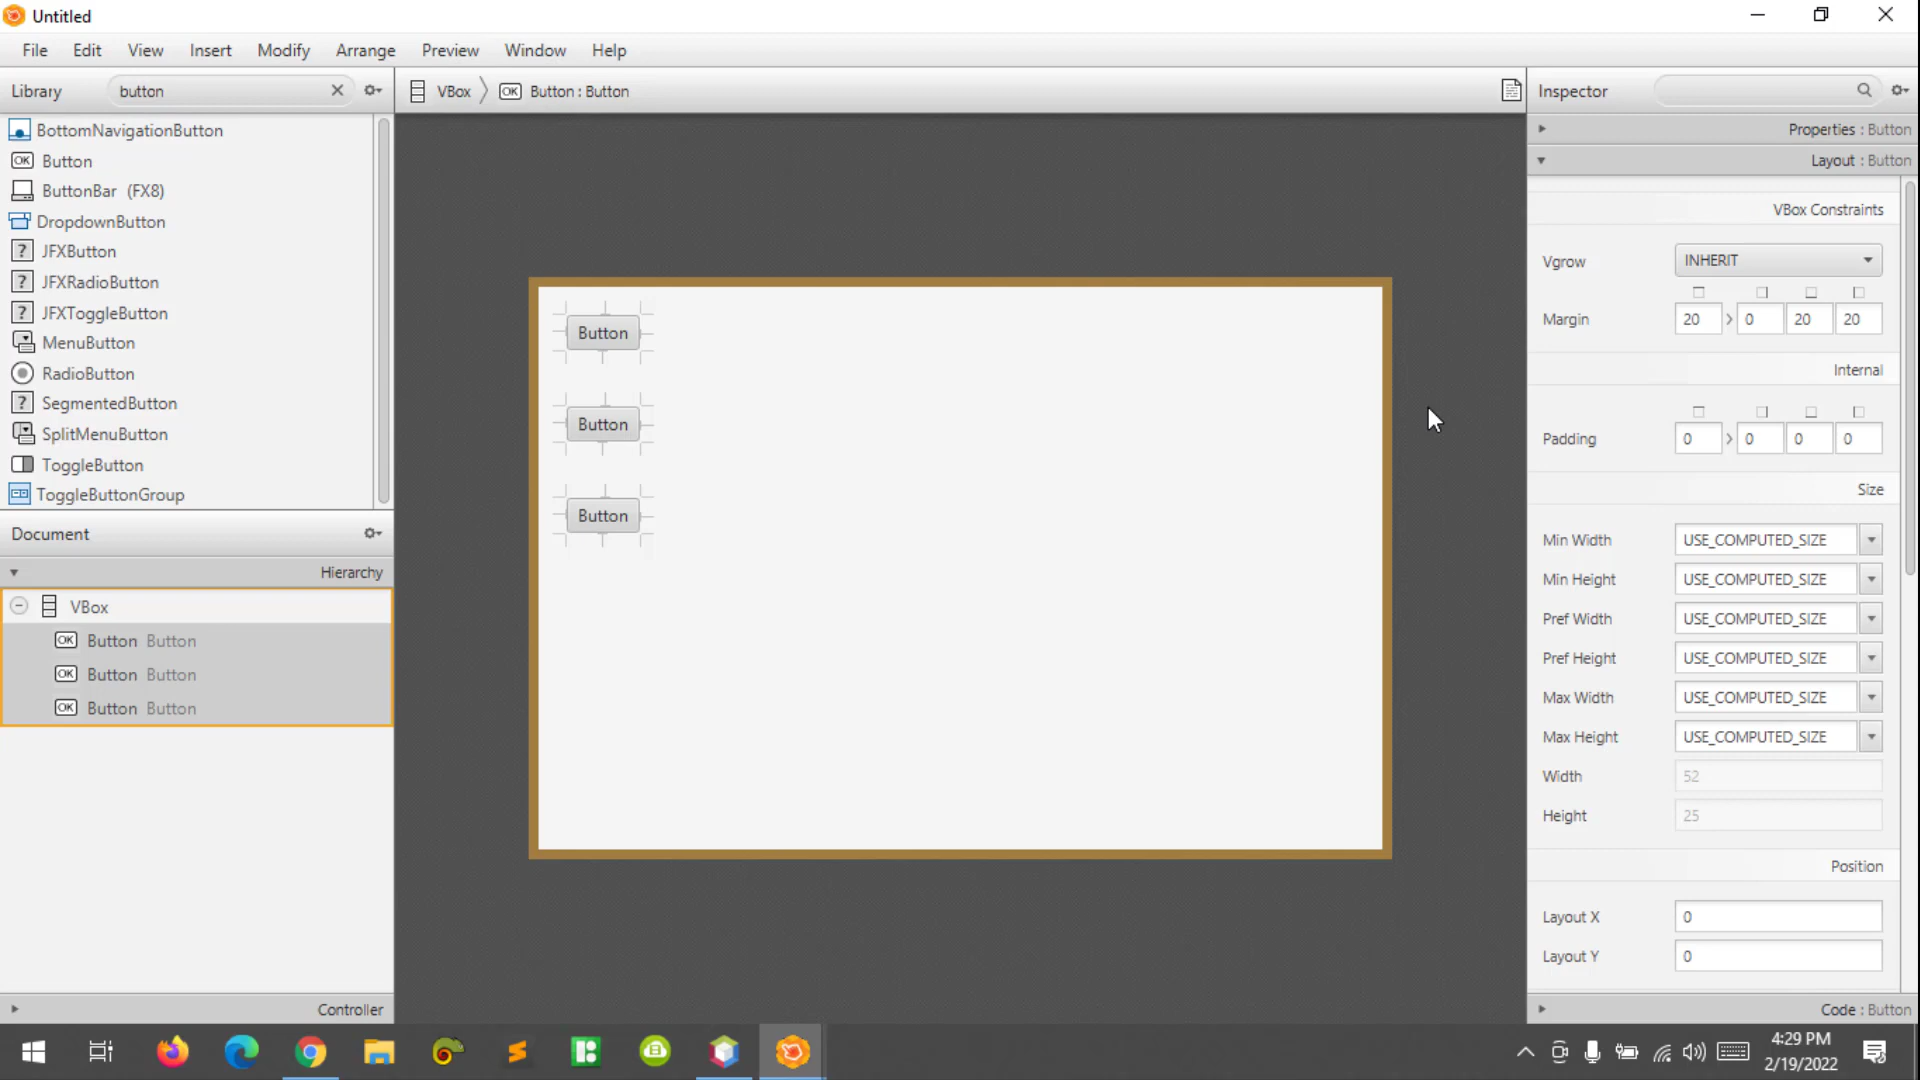 Untitled
File Edit View Insert Modify Arrange Preview Window Help
Library button
BottomNavigationButton
OK Button
ButtonBar (FX8)
DropdownButton
? JFXButton
? JFXRadioButton
? JFXToggleButton
MenuButton
RadioButton
? SegmentedButton
SplitMenuButton
ToggleButton
ToggleButtonGroup
Document
Hierarchy
VBox
OK Button Button
OK Button Button
OK Button Button
Controller
VBox OK Button : Button
Button
Button
Button
Inspector
Properties : Button
Layout : Button
VBox Constraints
Vgrow INHERIT
Margin 20 > 0 20 20
Internal
Padding 0 > 0 0 0
Size
Min Width USE_COMPUTED_SIZE
Min Height USE_COMPUTED_SIZE
Pref Width USE_COMPUTED_SIZE
Pref Height USE_COMPUTED_SIZE
Max Width USE_COMPUTED_SIZE
Max Height USE_COMPUTED_SIZE
Width 52
Height 25
Position
Layout X 0
Layout Y 0
Code : Button
4:29 PM
2/19/2022